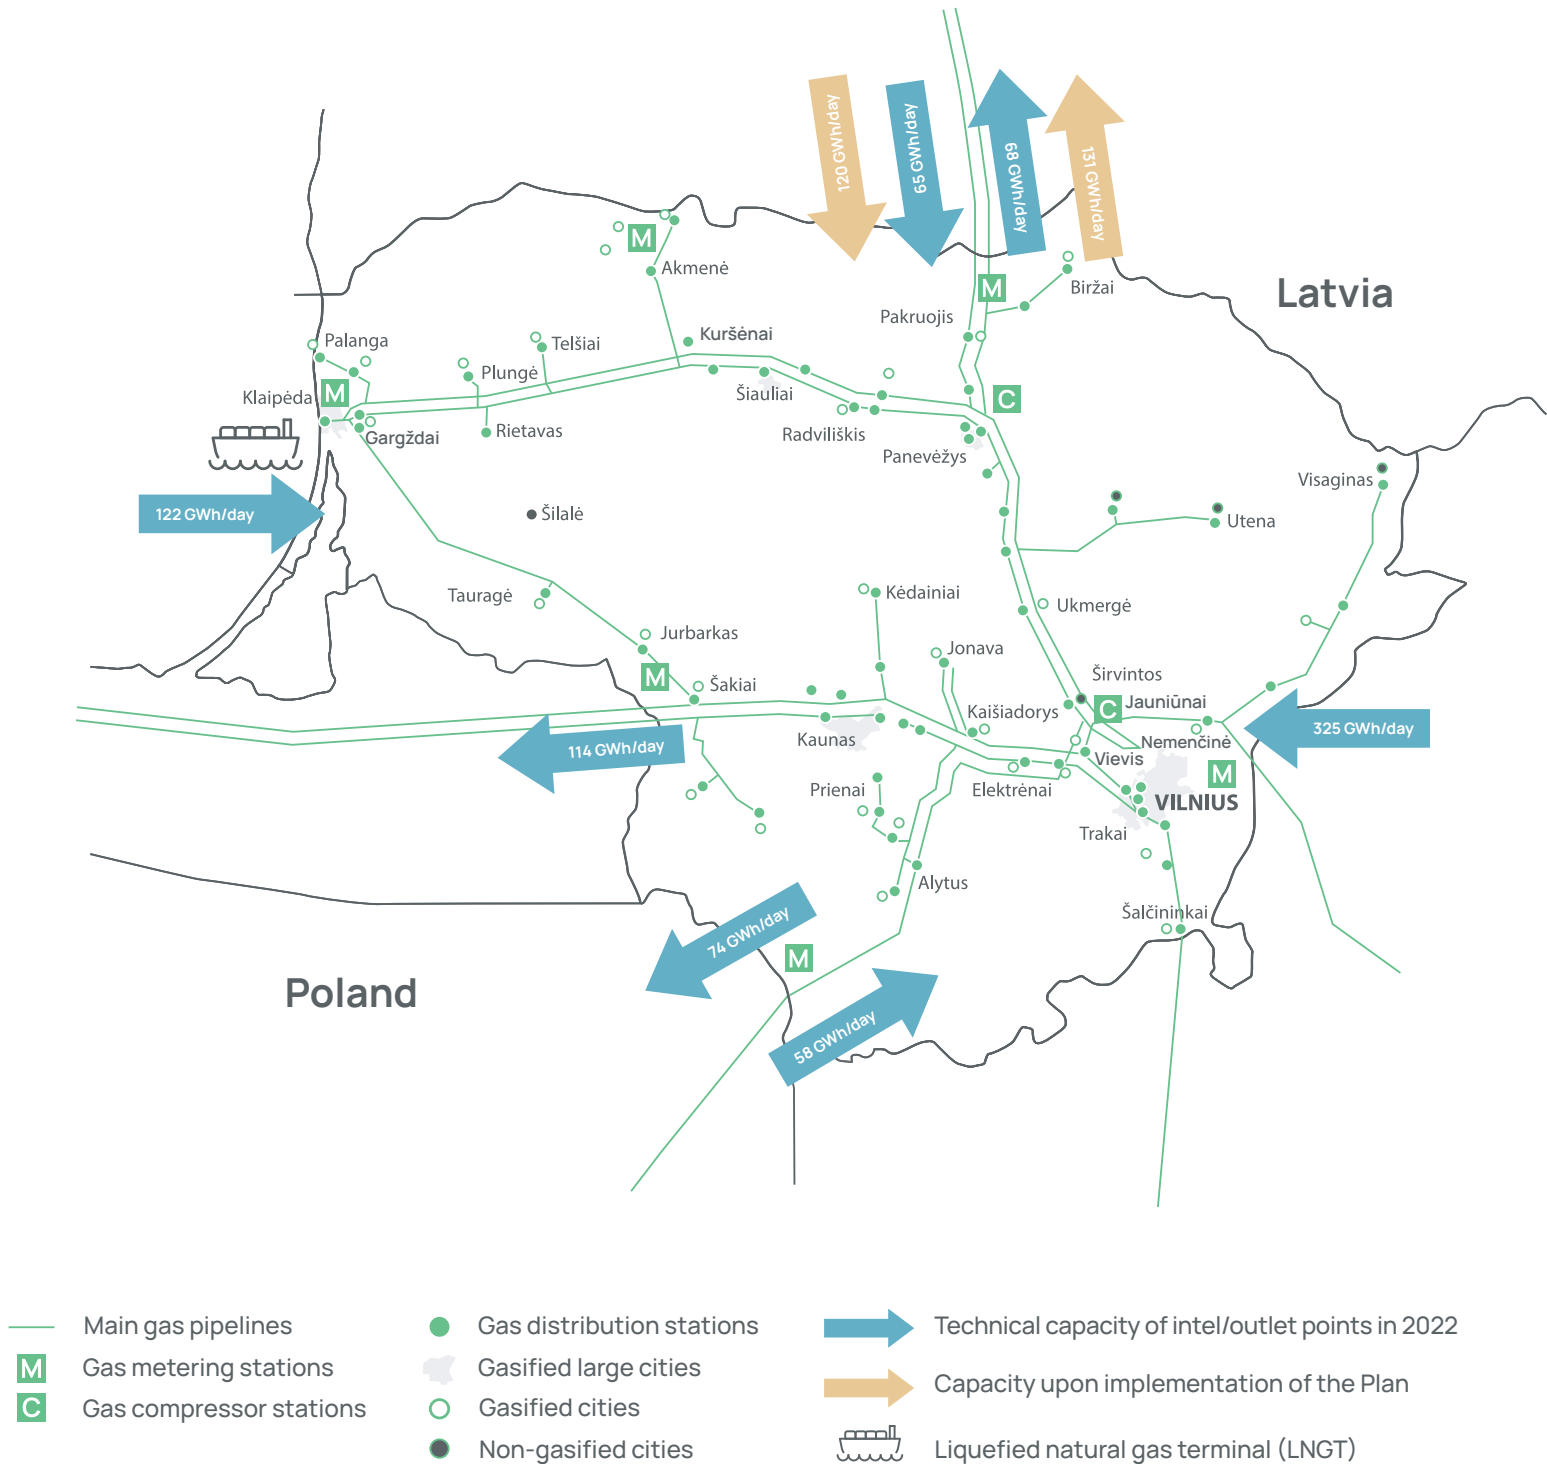 120 GWh/day
65 GWh/day
68 GWh/day
131 GWh/day
M
Akmenė
Latvia
M
Biržai
Pakruojis
Palanga
Telšiai
Kuršėnai
Plungė
M
Klaipėda
Šiauliai
C
Gargždai
Rietavas
Radviliškis
Panevėžys
Visaginas
122 GWh/day
Šilalė
Utena
Tauragė
Kėdainiai
Ukmergė
Jurbarkas
Jonava
M
Šakiai
Širvintos
C
Jauniūnai
Kaišiadorys
Kaunas
325 GWh/day
Nemenčinė
114 GWh/day
Vievis
M
Prienai
Elektrėnai
VILNIUS
Trakai
Alytus
Šalčininkai
74 GWh/day
M
Poland
58 GWh/day
Main gas pipelines
M
Gas metering stations
C
Gas compressor stations
Gas distribution stations
Gasified large cities
Gasified cities
Non-gasified cities
Technical capacity of intel/outlet points in 2022
Capacity upon implementation of the Plan
Liquefied natural gas terminal (LNGT)